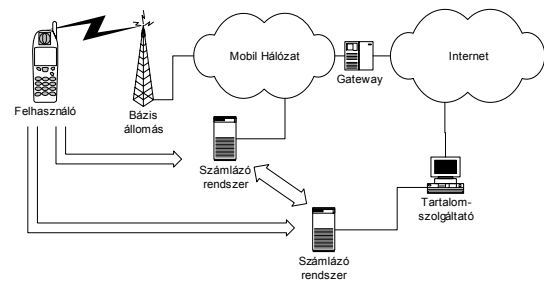 Mobil Hálózat
Internet
Gateway
Felhasználó
Bázis
állomás
Számlázó
rendszer
Tartalom-
szolgáltató
Számlázó
rendszer